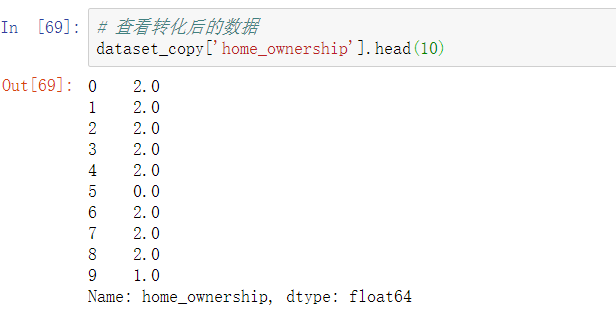 In [69]: # 查看转化后的数据
dataset_copy['home_ownership'].head(10)
Out[69]: 0 2.0
1 2.0
2 2.0
3 2.0
4 2.0
5 0.0
6 2.0
7 2.0
8 2.0
9 1.0
Name: home_ownership, dtype: float64